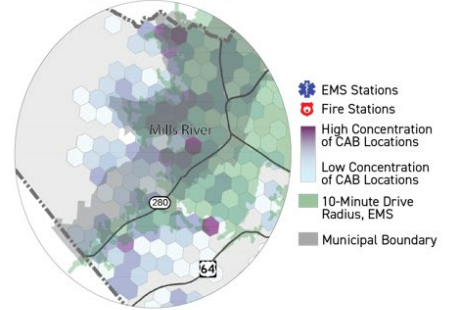 Mills River
280
64
EMS Stations
Fire Stations
High Concentration
of CAB Locations
Low Concentration
of CAB Locations
10-Minute Drive
Radius, EMS
Municipal Boundary